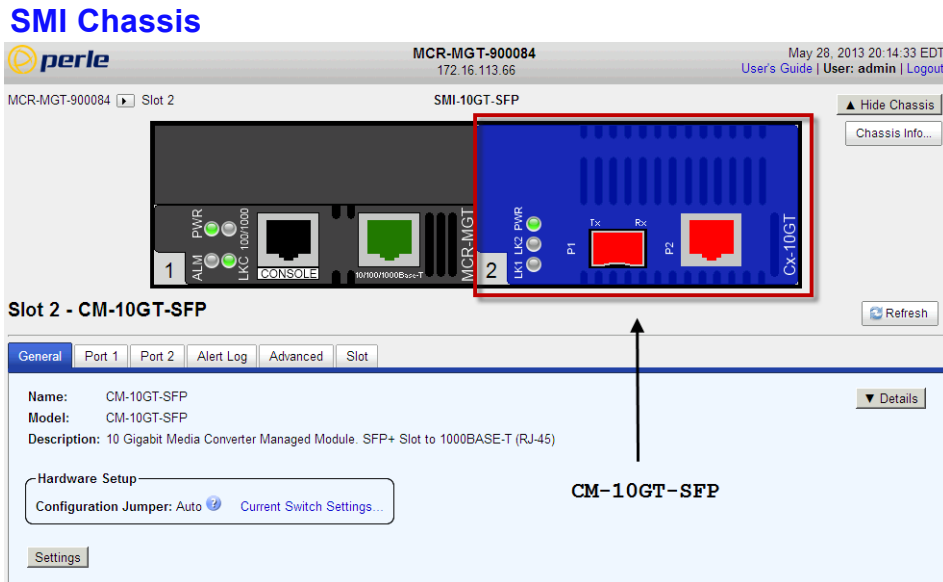 SMI Chassis
perle
MCR-MGT-900084
172.16.113.66
May 28, 2013 20:14:33 EDT
User's Guide | User: admin | Logout
MCR-MGT-900084 Slot 2
SMI-10GT-SFP
▲ Hide Chassis
Chassis Info...
1
ALM PWR
LKC 100/1000
CONSOLE
10/100/1000Base-T
MCR-MGT
2
LK1 LK2 PWR
P1
Tx Rx
P2
Cx-10GT
Slot 2 - CM-10GT-SFP
Refresh
General Port 1 Port 2 Alert Log Advanced Slot
Name: CM-10GT-SFP
▼ Details
Model: CM-10GT-SFP
Description: 10 Gigabit Media Converter Managed Module. SFP+ Slot to 1000BASE-T (RJ-45)
Hardware Setup
Configuration Jumper: Auto ? Current Switch Settings...
CM-10GT-SFP
Settings